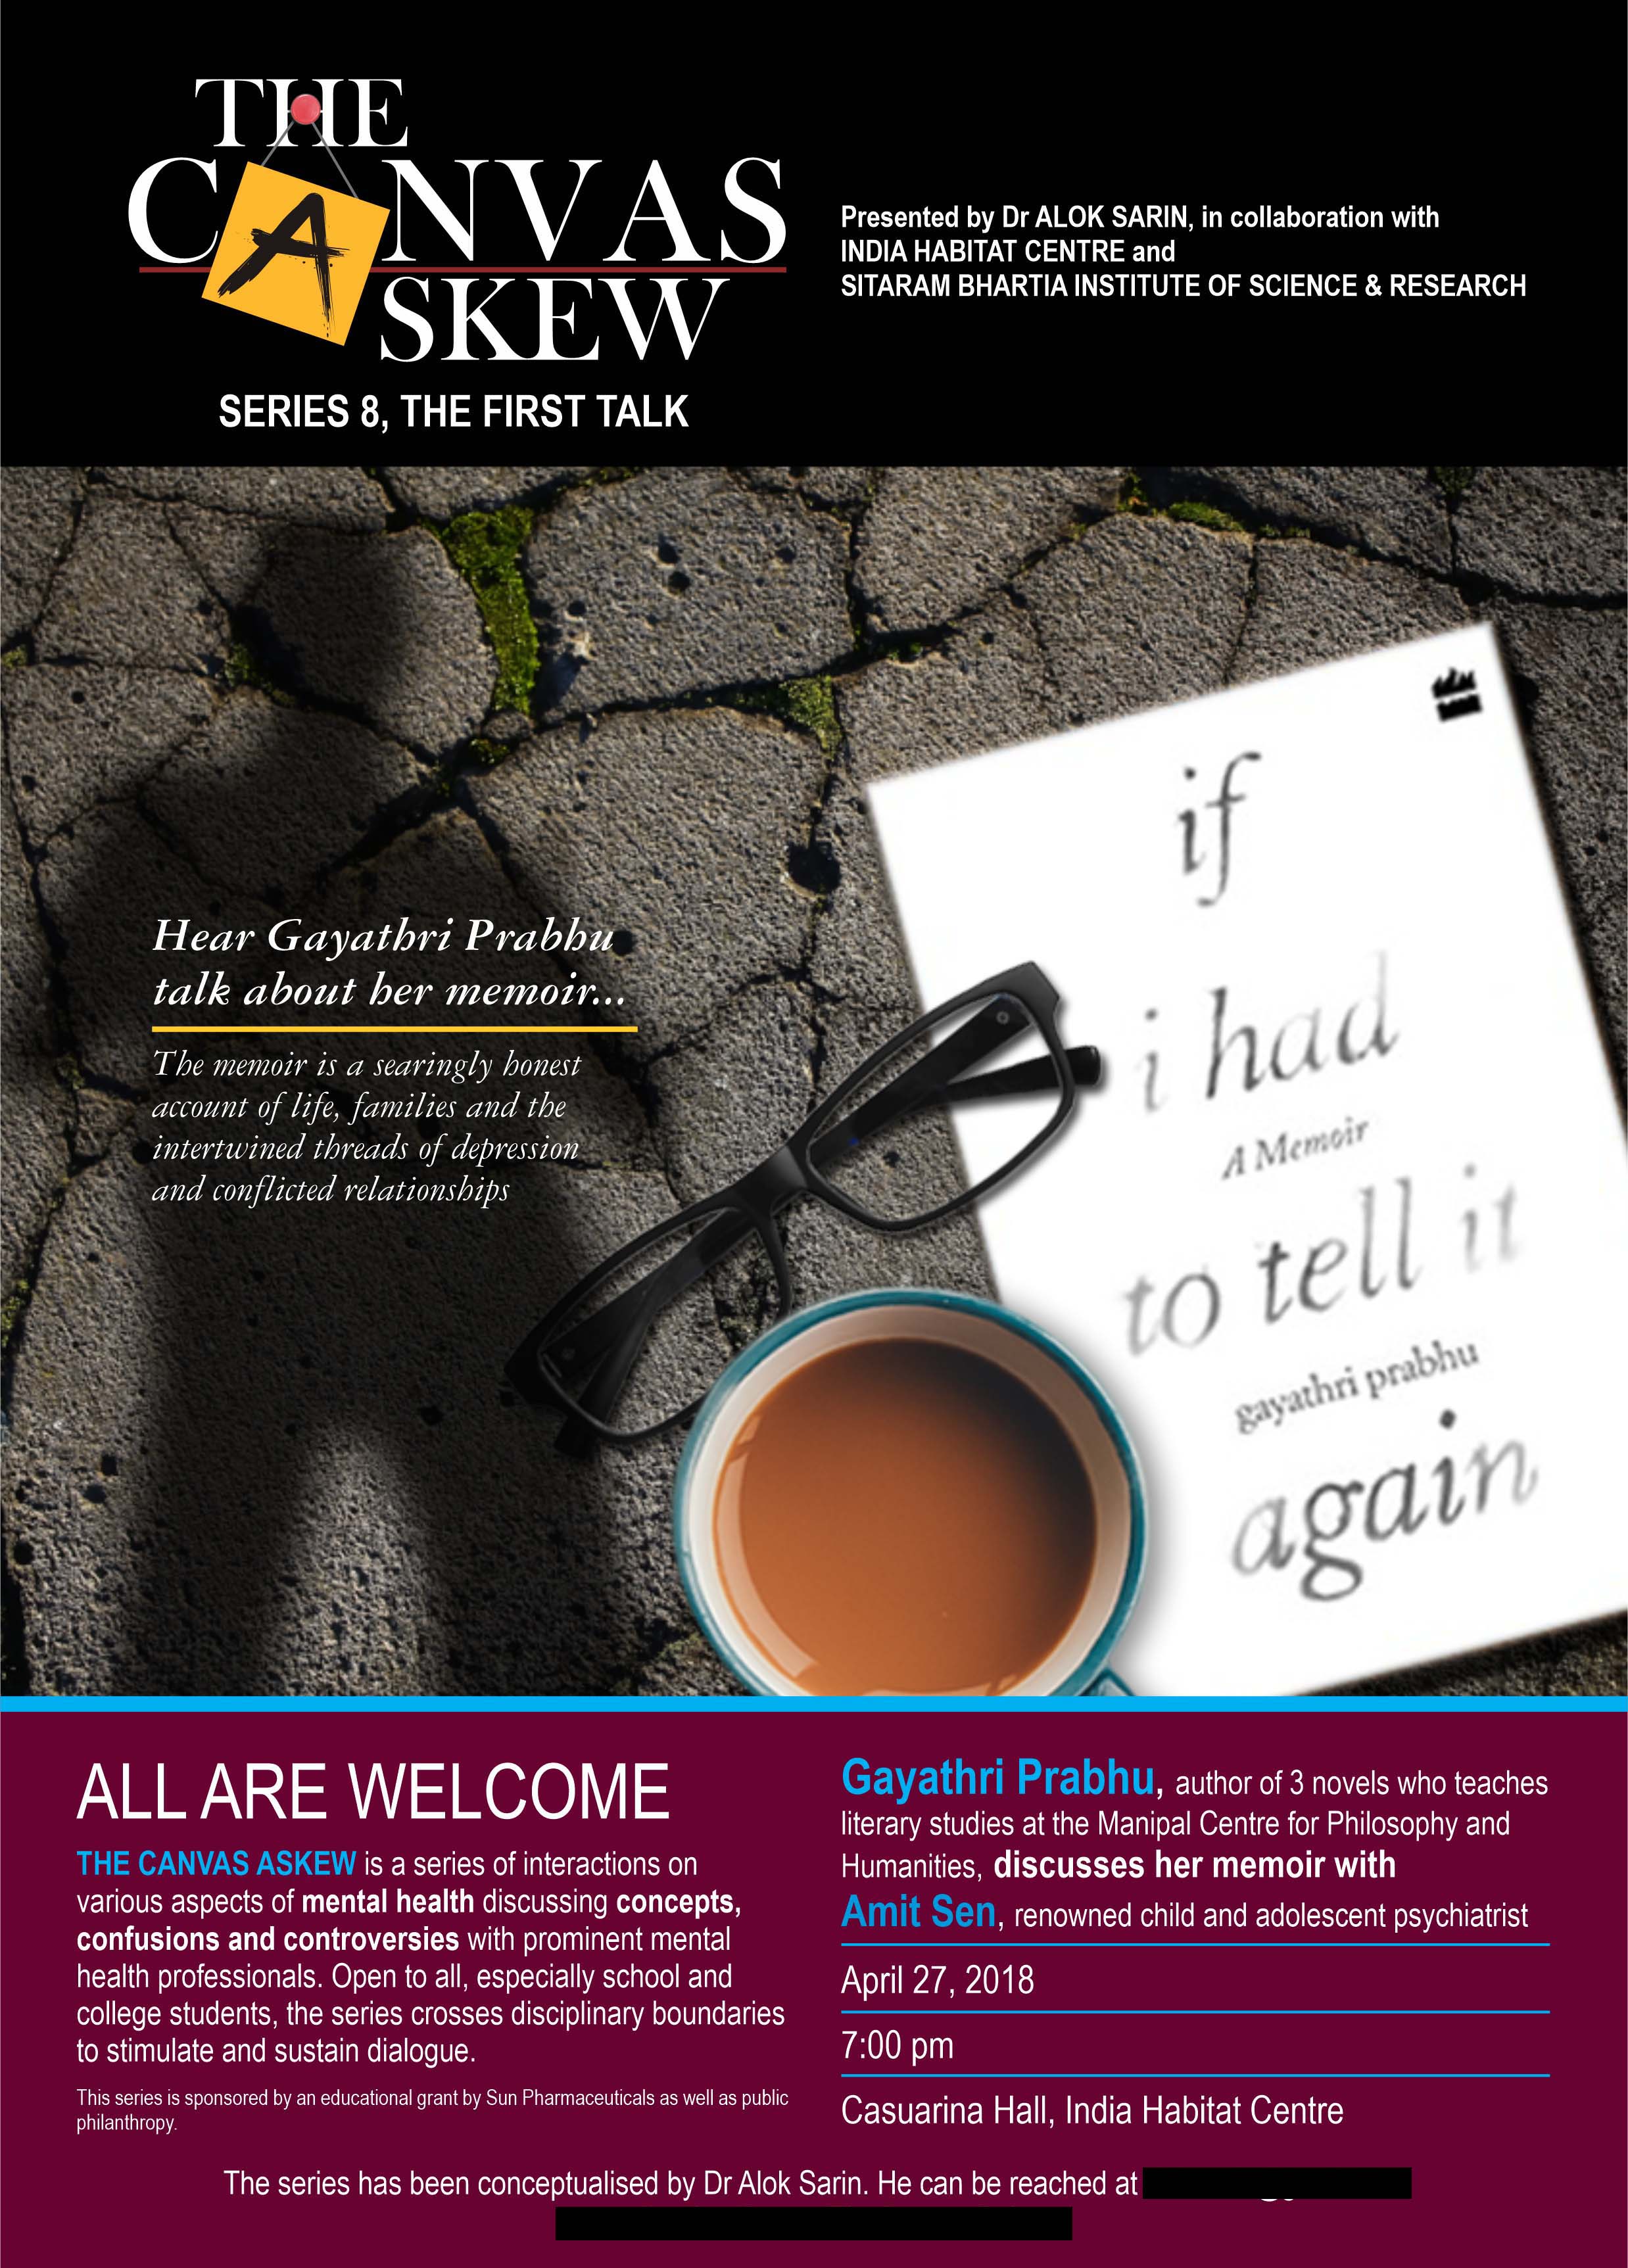 THE
CANVAS
ASKEW
SERIES 8, THE FIRST TALK
Presented by Dr ALOK SARIN, in collaboration with
INDIA HABITAT CENTRE and
SITARAM BHARTIA INSTITUTE OF SCIENCE & RESEARCH
Hear Gayathri Prabhu
talk about her memoir...
The memoir is a searingly honest
account of life, families and the
intertwined threads of depression
and conflicted relationships
if
i had
A Memoir
to tell it
gayathri prabhu
again
ALL ARE WELCOME
THE CANVAS ASKEW is a series of interactions on
various aspects of mental health discussing concepts,
confusions and controversies with prominent mental
health professionals. Open to all, especially school and
college students, the series crosses disciplinary boundaries
to stimulate and sustain dialogue.
This series is sponsored by an educational grant by Sun Pharmaceuticals as well as public
philanthropy.
Gayathri Prabhu, author of 3 novels who teaches
literary studies at the Manipal Centre for Philosophy and
Humanities, discusses her memoir with
Amit Sen, renowned child and adolescent psychiatrist
April 27, 2018
7:00 pm
Casuarina Hall, India Habitat Centre
The series has been conceptualised by Dr Alok Sarin. He can be reached at